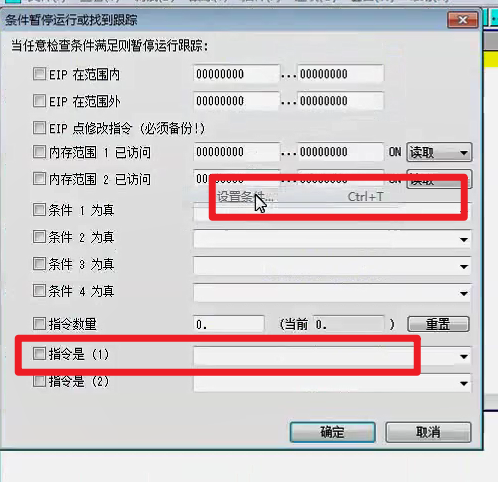 条件暂停运行或找到跟踪
当任意检查条件满足则暂停运行跟踪:
EIP 在范围内 00000000 ...00000000
EIP 在范围外 00000000 ...00000000
EIP 点修改指令 (必须备份!)
内存范围 1 已访问 00000000 ...00000000 ON 读取
内存范围 2 已访问 00000000 ...00000000 ON 读取
设置条件... Ctrl+T
条件 1 为真
条件 2 为真
条件 3 为真
条件 4 为真
指令数量 0. (当前 0. ) 重置
指令是 (1)
指令是 (2)
确定 取消